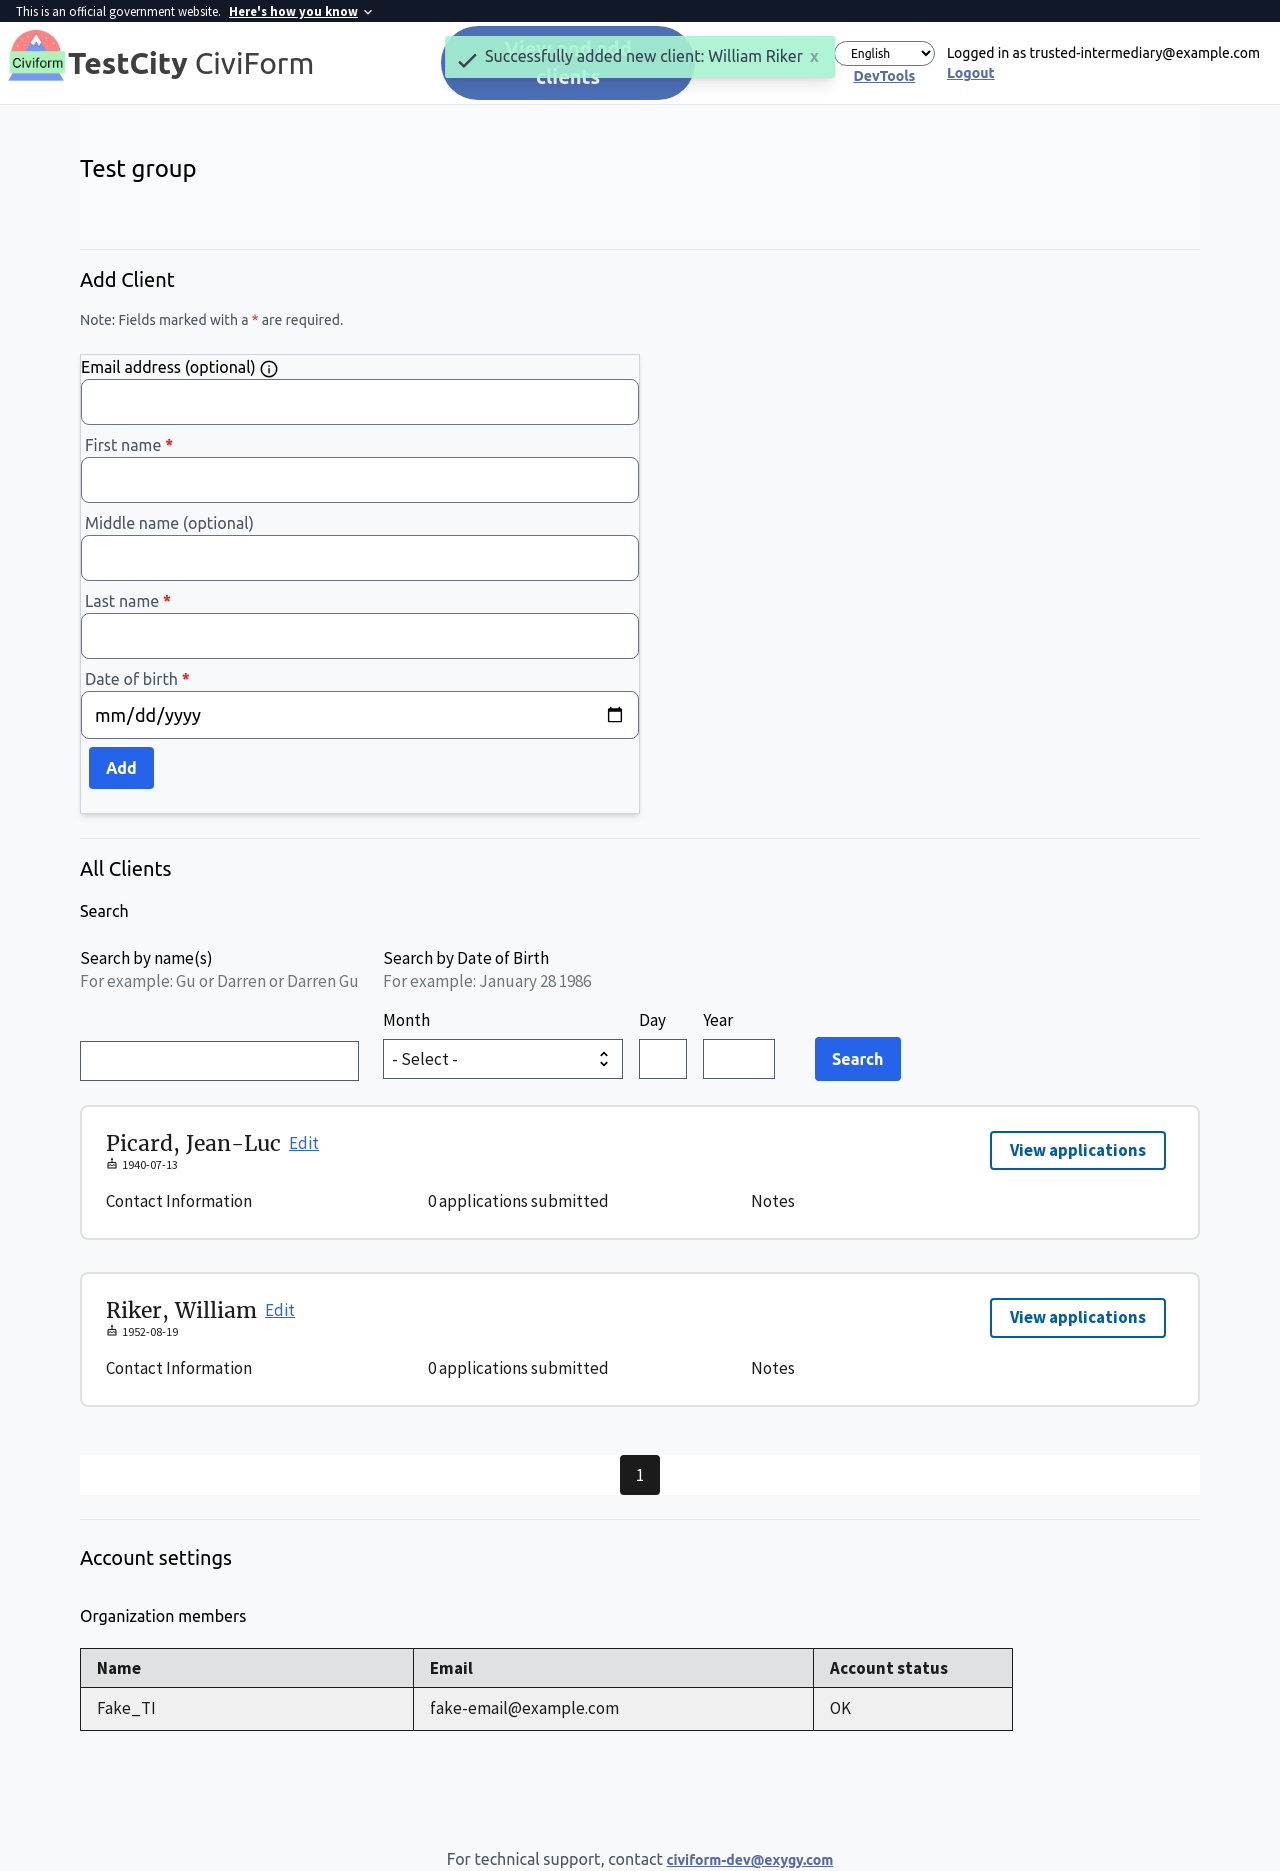 This is an official government website. Here's how you know
Civiform
TestCity CiviForm
View and add
clients
Successfully added new client: William Riker x
English
DevTools
Logged in as trusted-intermediary@example.com
Logout
Test group
Add Client
Note: Fields marked with a * are required.
Email address (optional)
First name *
Middle name (optional)
Last name *
Date of birth *
mm/dd/yyyy
Add
All Clients
Search
Search by name(s)
For example: Gu or Darren or Darren Gu
Search by Date of Birth
For example: January 28 1986
Month Day Year
- Select -
Search
Picard, Jean-Luc Edit
View applications
1940-07-13
Contact Information 0 applications submitted Notes
Riker, William Edit
View applications
1952-08-19
Contact Information 0 applications submitted Notes
1
Account settings
Organization members
Name Email Account status
Fake_TI fake-email@example.com OK
For technical support, contact civiform-dev@exygy.com